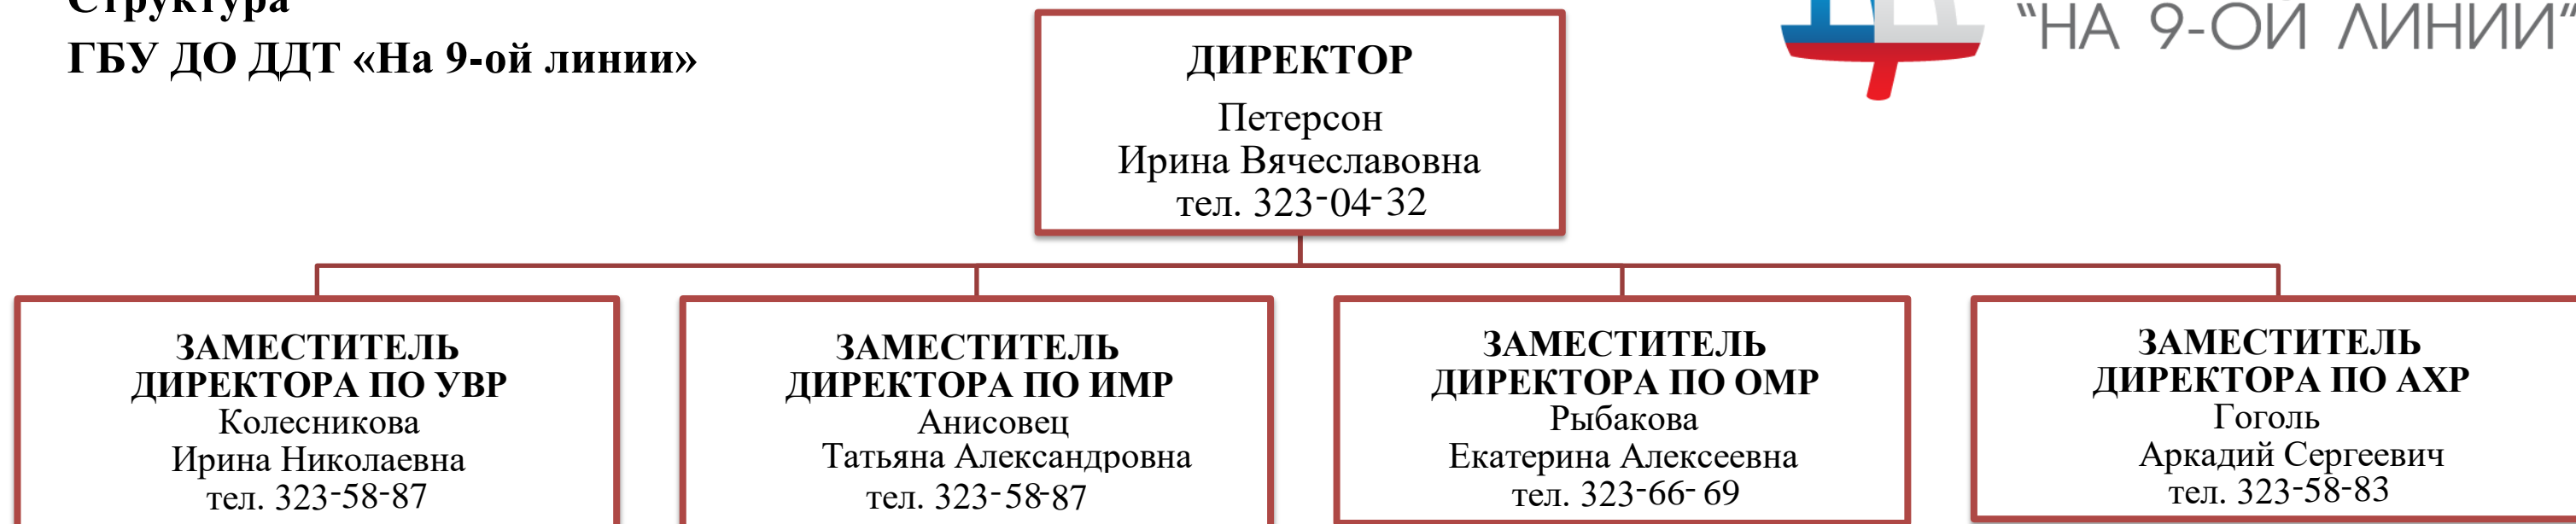 Структура
ГБУ ДО ДДТ «На 9-ой линии»
"НА 9-ОЙ ЛИНИИ"
ДИРЕКТОР
Петерсон
Ирина Вячеславовна
тел. 323-04-32
ЗАМЕСТИТЕЛЬ
ДИРЕКТОРА ПО УВР
Колесникова
Ирина Николаевна
тел. 323-58-87
ЗАМЕСТИТЕЛЬ
ДИРЕКТОРА ПО ИМР
Анисовец
Татьяна Александровна
тел. 323-58-87
ЗАМЕСТИТЕЛЬ
ДИРЕКТОРА ПО ОМР
Рыбакова
Екатерина Алексеевна
тел. 323-66- 69
ЗАМЕСТИТЕЛЬ
ДИРЕКТОРА ПО АХР
Гоголь
Аркадий Сергеевич
тел. 323-58-83